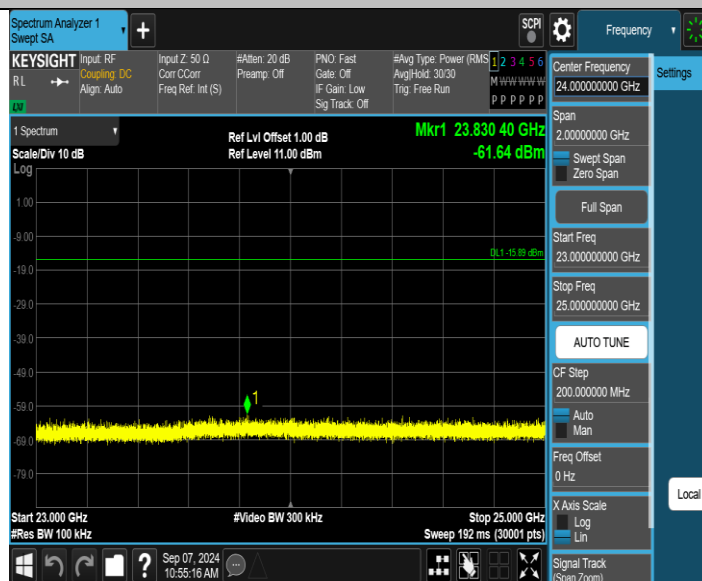 Spectrum Analyzer 1
Swept SA
+
SCPI
Frequency
KEYSIGHT
RL
LXI
Input: RF
Coupling: DC
Align: Auto
Input Z: 50 Ω
Corr CCorr
Freq Ref: Int (S)
#Atten: 20 dB
Preamp: Off
PNO: Fast
Gate: Off
IF Gain: Low
Sig Track: Off
#Avg Type: Power (RMS
Avg|Hold: 30/30
Trig: Free Run
1 2 3 4 5 6
M W W W W W
P P P P P P
1 Spectrum
Scale/Div 10 dB
Log
Ref Lvl Offset 1.00 dB
Ref Level 11.00 dBm
Mkr1 23.830 40 GHz
-61.64 dBm
1.00
-9.00
DL1 -15.89 dBm
-19.0
-29.0
-39.0
-49.0
1
-59.0
-69.0
-79.0
Start 23.000 GHz
#Res BW 100 kHz
#Video BW 300 kHz
Stop 25.000 GHz
Sweep 192 ms (30001 pts)
?
Sep 07, 2024
10:55:16 AM
Center Frequency
24.000000000 GHz
Span
2.00000000 GHz
Swept Span
Zero Span
Full Span
Start Freq
23.000000000 GHz
Stop Freq
25.000000000 GHz
AUTO TUNE
CF Step
200.000000 MHz
Auto
Man
Freq Offset
0 Hz
X Axis Scale
Log
Lin
Signal Track
(Span Zoom)
Settings
Local